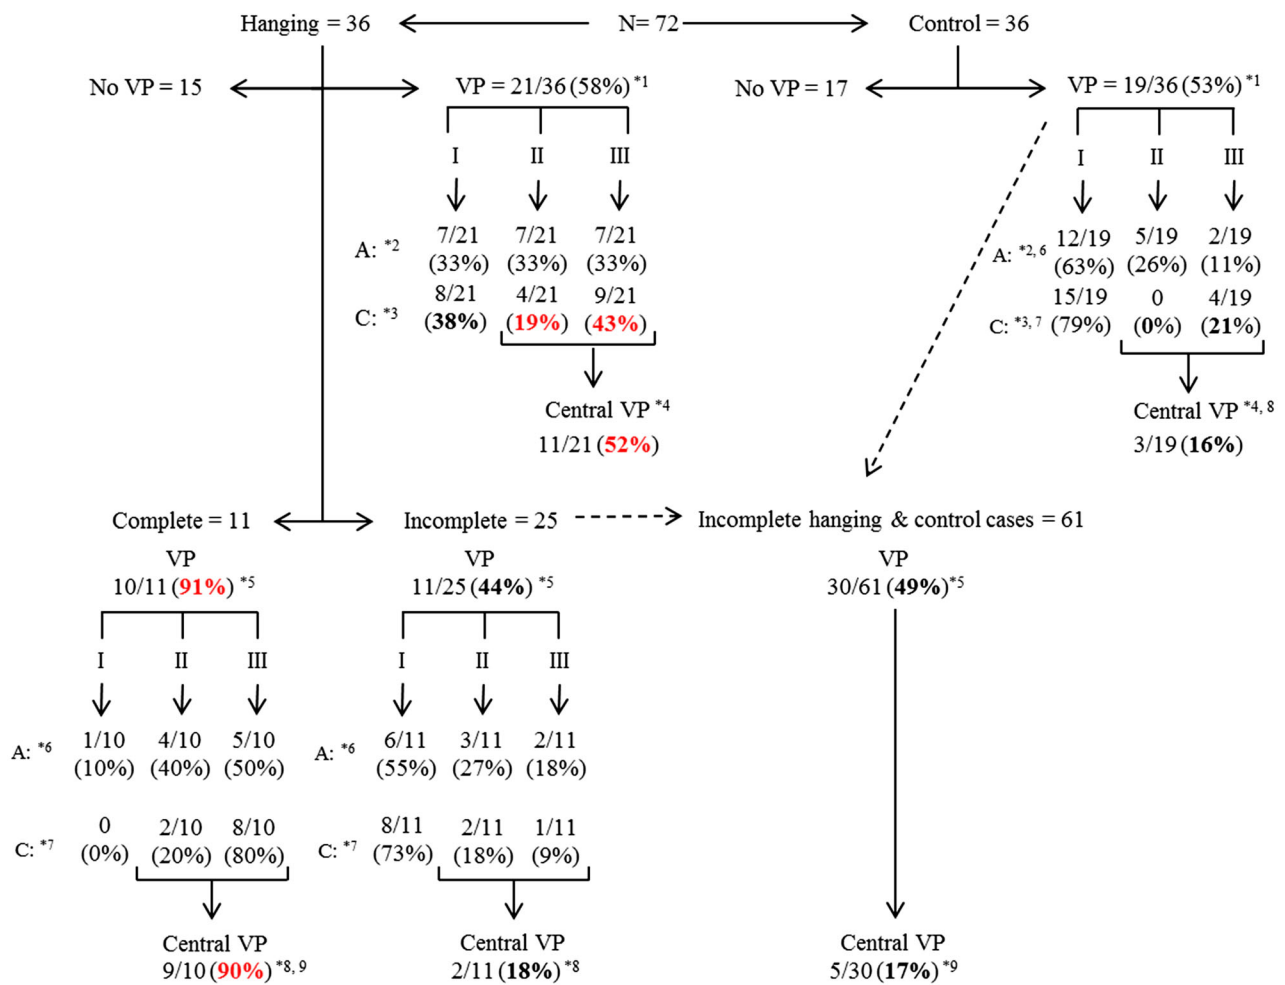 Hanging = 36 N= 72 Control = 36
No VP = 15 VP = 21/36 (58%) *1 No VP = 17 VP = 19/36 (53%) *1
I II III I II III
7/21 7/21 7/21 12/19 5/19 2/19
A: *2 (33%) (33%) (33%) A: *2, 6 (63%) (26%) (11%)
8/21 4/21 9/21 15/19 0 4/19
C: *3 (38%) (19%) (43%) C: *3, 7 (79%) (0%) (21%)
Central VP *4 Central VP *4, 8
11/21 (52%) 3/19 (16%)
Complete = 11 Incomplete = 25 Incomplete hanging & control cases = 61
VP VP VP
10/11 (91%) *5 11/25 (44%) *5 30/61 (49%) *5
I II III I II III
1/10 4/10 5/10 6/11 3/11 2/11
A: *6 (10%) (40%) (50%) A: *6 (55%) (27%) (18%)
0 2/10 8/10 8/11 2/11 1/11
C: *7 (0%) (20%) (80%) C: *7 (73%) (18%) (9%)
Central VP Central VP Central VP
9/10 (90%) *8, 9 2/11 (18%) *8 5/30 (17%) *9